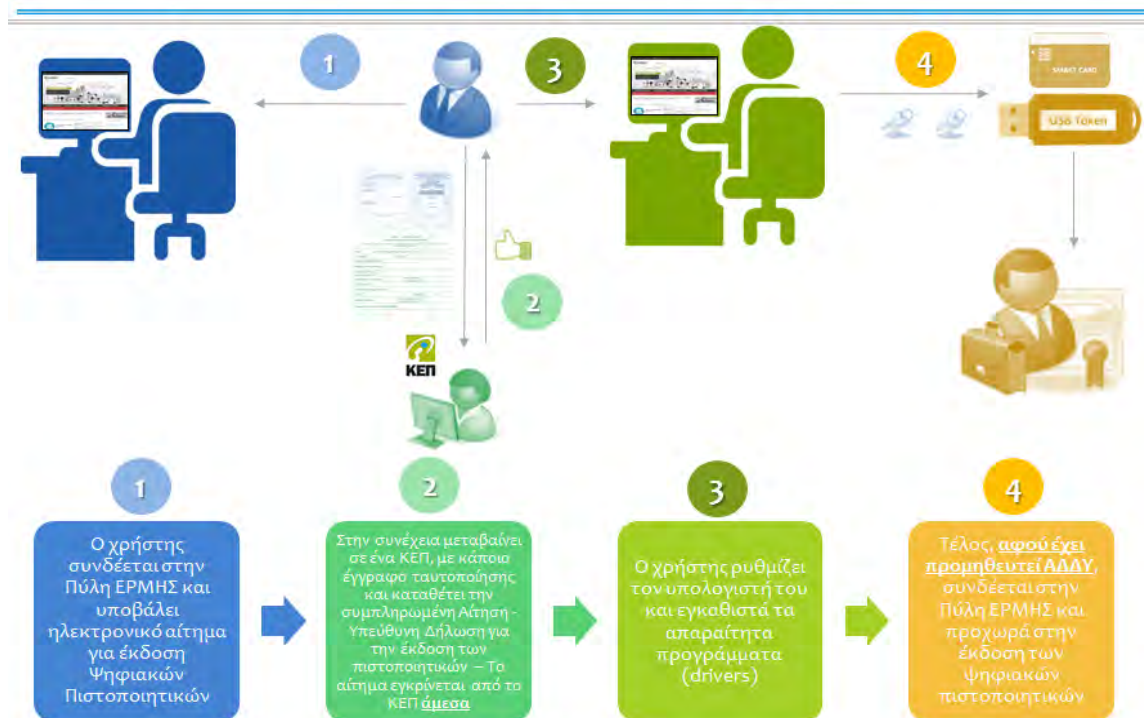 1
3
4
SMART CARD
USB Token
2
ΚΕΠ
1
2
3
4
Ο χρήστης
συνδέεται στην
Πύλη ΕΡΜΗΣ και
υποβάλει
ηλεκτρονικό αίτημα
για έκδοση
Ψηφιακών
Πιστοποιητικών
Στην συνέχεια μεταβαίνει
σε ένα ΚΕΠ, με κάποιο
έγγραφο ταυτοποίησης
και καταθέτει την
συμπληρωμένη Αίτηση -
Υπεύθυνη Δήλωση για
την έκδοση των
πιστοποιητικών – Το
αίτημα εγκρίνεται από το
ΚΕΠ άμεσα
Ο χρήστης ρυθμίζει
τον υπολογιστή του
και εγκαθιστά τα
απαραίτητα
προγράμματα
(drivers)
Τέλος, αφού έχει
προμηθευτεί ΑΔΔΥ,
συνδέεται στην
Πύλη ΕΡΜΗΣ και
προχωρά στην
έκδοση των
ψηφιακών
πιστοποιητικών